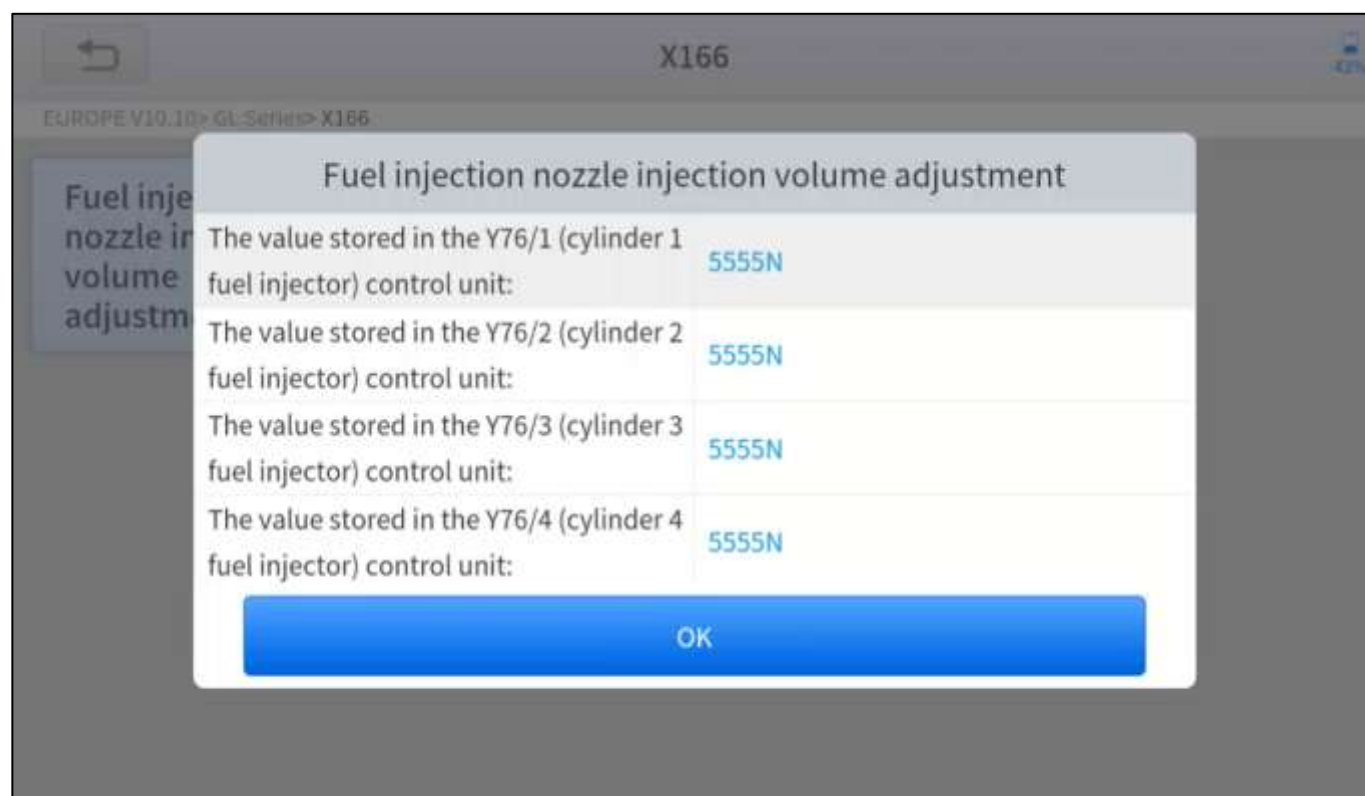 X166
43%
EUROPE V10.10> GL Series> X166
Fuel injection nozzle injection volume adjustment
Fuel inje
nozzle in
volume
adjustm
The value stored in the Y76/1 (cylinder 1
fuel injector) control unit:
5555N
The value stored in the Y76/2 (cylinder 2
fuel injector) control unit:
5555N
The value stored in the Y76/3 (cylinder 3
fuel injector) control unit:
5555N
The value stored in the Y76/4 (cylinder 4
fuel injector) control unit:
5555N
OK